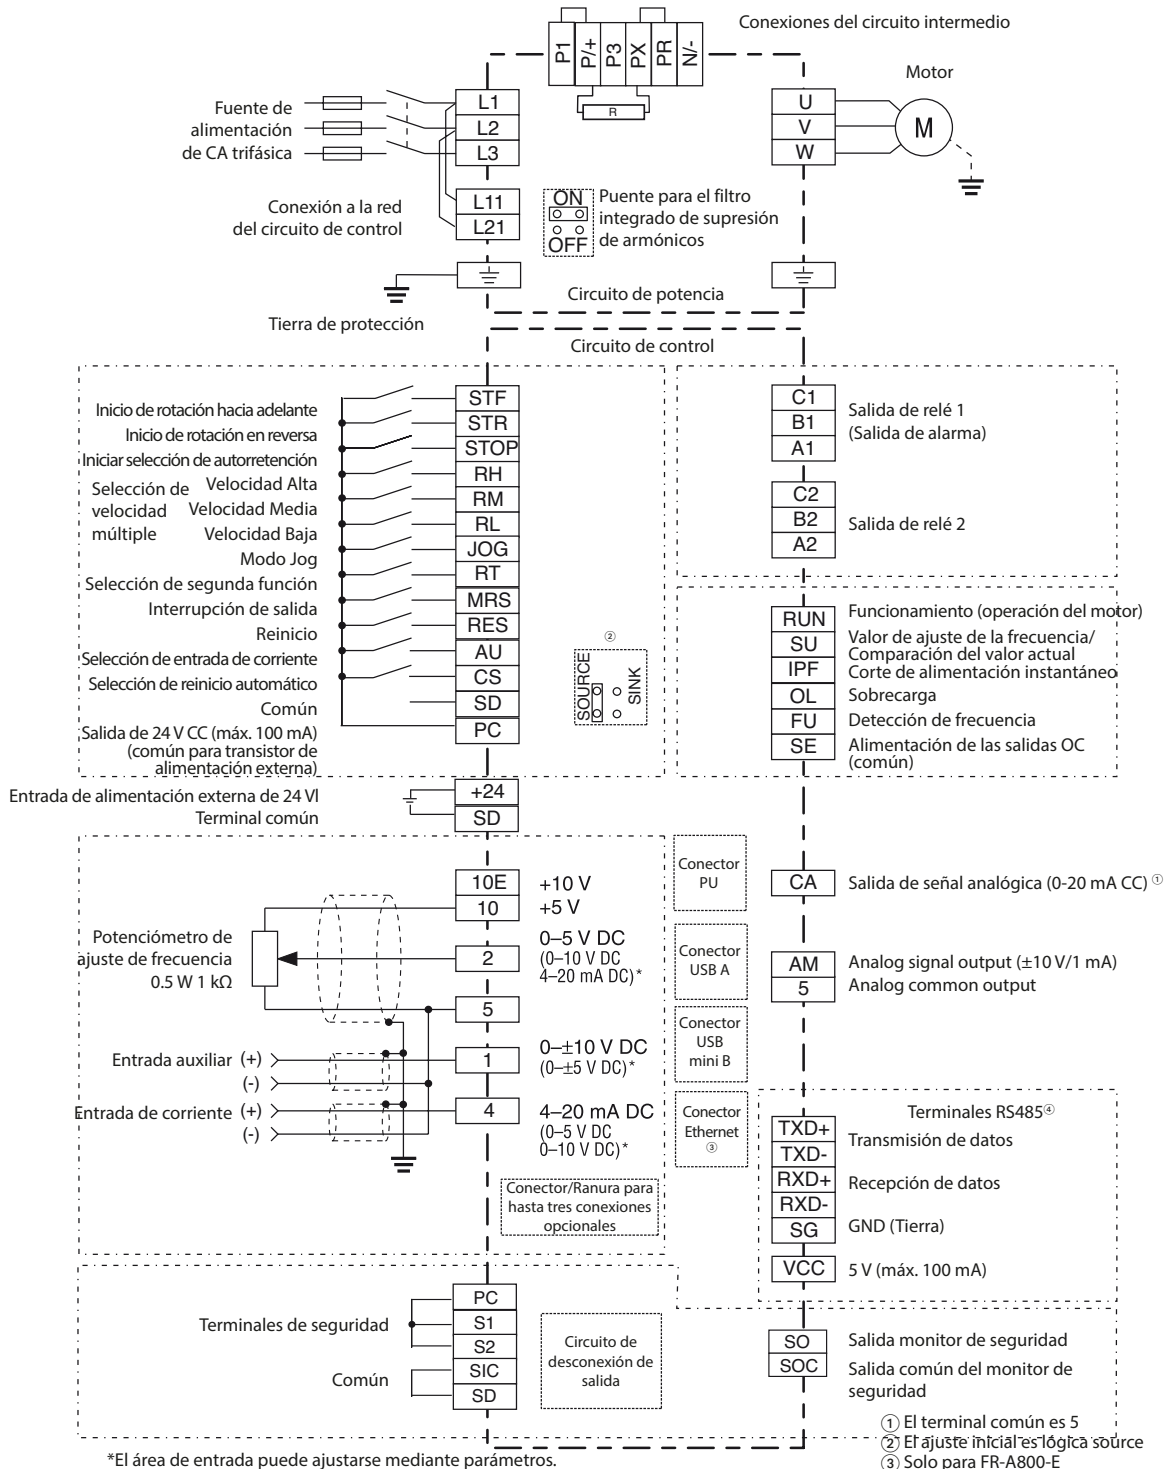 Conexiones del circuito intermedio
P1
P/+
P3
PX
PR
N/-
R
Fuente de
alimentación
de CA trifásica
L1
L2
L3
Motor
U
V
W
M
Conexión a la red
del circuito de control
L11
L21
ON
OFF
Puente para el filtro
integrado de supresión
de armónicos
Tierra de protección
Circuito de potencia
Circuito de control
Inicio de rotación hacia adelante
Inicio de rotación en reversa
Iniciar selección de autorretención
Selección de
velocidad
múltiple
Velocidad Alta
Velocidad Media
Velocidad Baja
Modo Jog
Selección de segunda función
Interrupción de salida
Reinicio
Selección de entrada de corriente
Selección de reinicio automático
Común
Salida de 24 V CC (máx. 100 mA)
(común para transistor de
alimentación externa)
STF
STR
STOP
RH
RM
RL
JOG
RT
MRS
RES
AU
CS
SD
PC
②
SOURCE
SINK
C1
B1
A1
Salida de relé 1
(Salida de alarma)
C2
B2
A2
Salida de relé 2
RUN
SU
IPF
OL
FU
SE
Funcionamiento (operación del motor)
Valor de ajuste de la frecuencia/
Comparación del valor actual
Corte de alimentación instantáneo
Sobrecarga
Detección de frecuencia
Alimentación de las salidas OC
(común)
Entrada de alimentación externa de 24 Vl
Terminal común
+24
SD
10E +10 V
10 +5 V
Potenciómetro de
ajuste de frecuencia
0.5 W 1 kΩ
2
0–5 V DC
(0–10 V DC
4–20 mA DC)*
5
Entrada auxiliar (+)
(-)
1
0–±10 V DC
(0–±5 V DC)*
Entrada de corriente (+)
(-)
4
4–20 mA DC
(0–5 V DC
0–10 V DC)*
Conector/Ranura para
hasta tres conexiones
opcionales
Conector
PU
Conector
USB A
Conector
USB
mini B
Conector
Ethernet
③
CA Salida de señal analógica (0-20 mA CC) ①
AM Analog signal output (±10 V/1 mA)
5 Analog common output
Terminales RS485④
TXD+
TXD-
RXD+
RXD-
SG
VCC
Transmisión de datos
Recepción de datos
GND (Tierra)
5 V (máx. 100 mA)
Terminales de seguridad
Común
PC
S1
S2
SIC
SD
Circuito de
desconexión de
salida
SO Salida monitor de seguridad
SOC Salida común del monitor de
seguridad
*El área de entrada puede ajustarse mediante parámetros.
① El terminal común es 5
② El ajuste inicial es lógica source
③ Solo para FR-A800-E